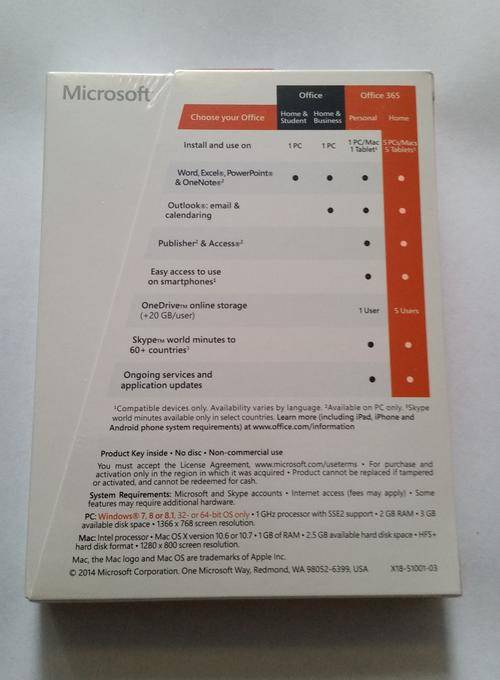 Microsoft
Office Office 365
Choose your Office Home & Student Home & Business Personal Home
Install and use on 1 PC 1 PC 1 PC/Mac 1 Tablet¹ 5 PCs/Macs 5 Tablets¹
Word, Excel®, PowerPoint®
& OneNote®²
Outlook®: email &
calendaring
Publisher² & Access®²
Easy access to use
on smartphones¹
OneDrive™ online storage
(+20 GB/user) 1 User 5 Users
Skype™ world minutes to
60+ countries³
Ongoing services and
application updates
¹Compatible devices only. Availability varies by language. ²Available on PC only. ³Skype
world minutes available only in select countries. Learn more (including iPad, iPhone and
Android phone system requirements) at www.office.com/information
Product Key inside • No disc • Non-commercial use
You must accept the License Agreement, www.microsoft.com/useterms • For purchase and
activation only in the region in which it was acquired • Product cannot be replaced if tampered
or activated, and cannot be redeemed for cash.
System Requirements: Microsoft and Skype accounts • Internet access (fees may apply) • Some
features may require additional hardware.
PC: Windows® 7, 8 or 8.1, 32- or 64-bit OS only • 1 GHz processor with SSE2 support • 2 GB RAM • 3 GB
available disk space • 1366 x 768 screen resolution.
Mac: Intel processor • Mac OS X version 10.6 or 10.7 • 1 GB of RAM • 2.5 GB available hard disk space • HFS+
hard disk format • 1280 x 800 screen resolution.
Mac, the Mac logo and Mac OS are trademarks of Apple Inc.
© 2014 Microsoft Corporation. One Microsoft Way, Redmond, WA 98052-6399, USA X18-51001-03